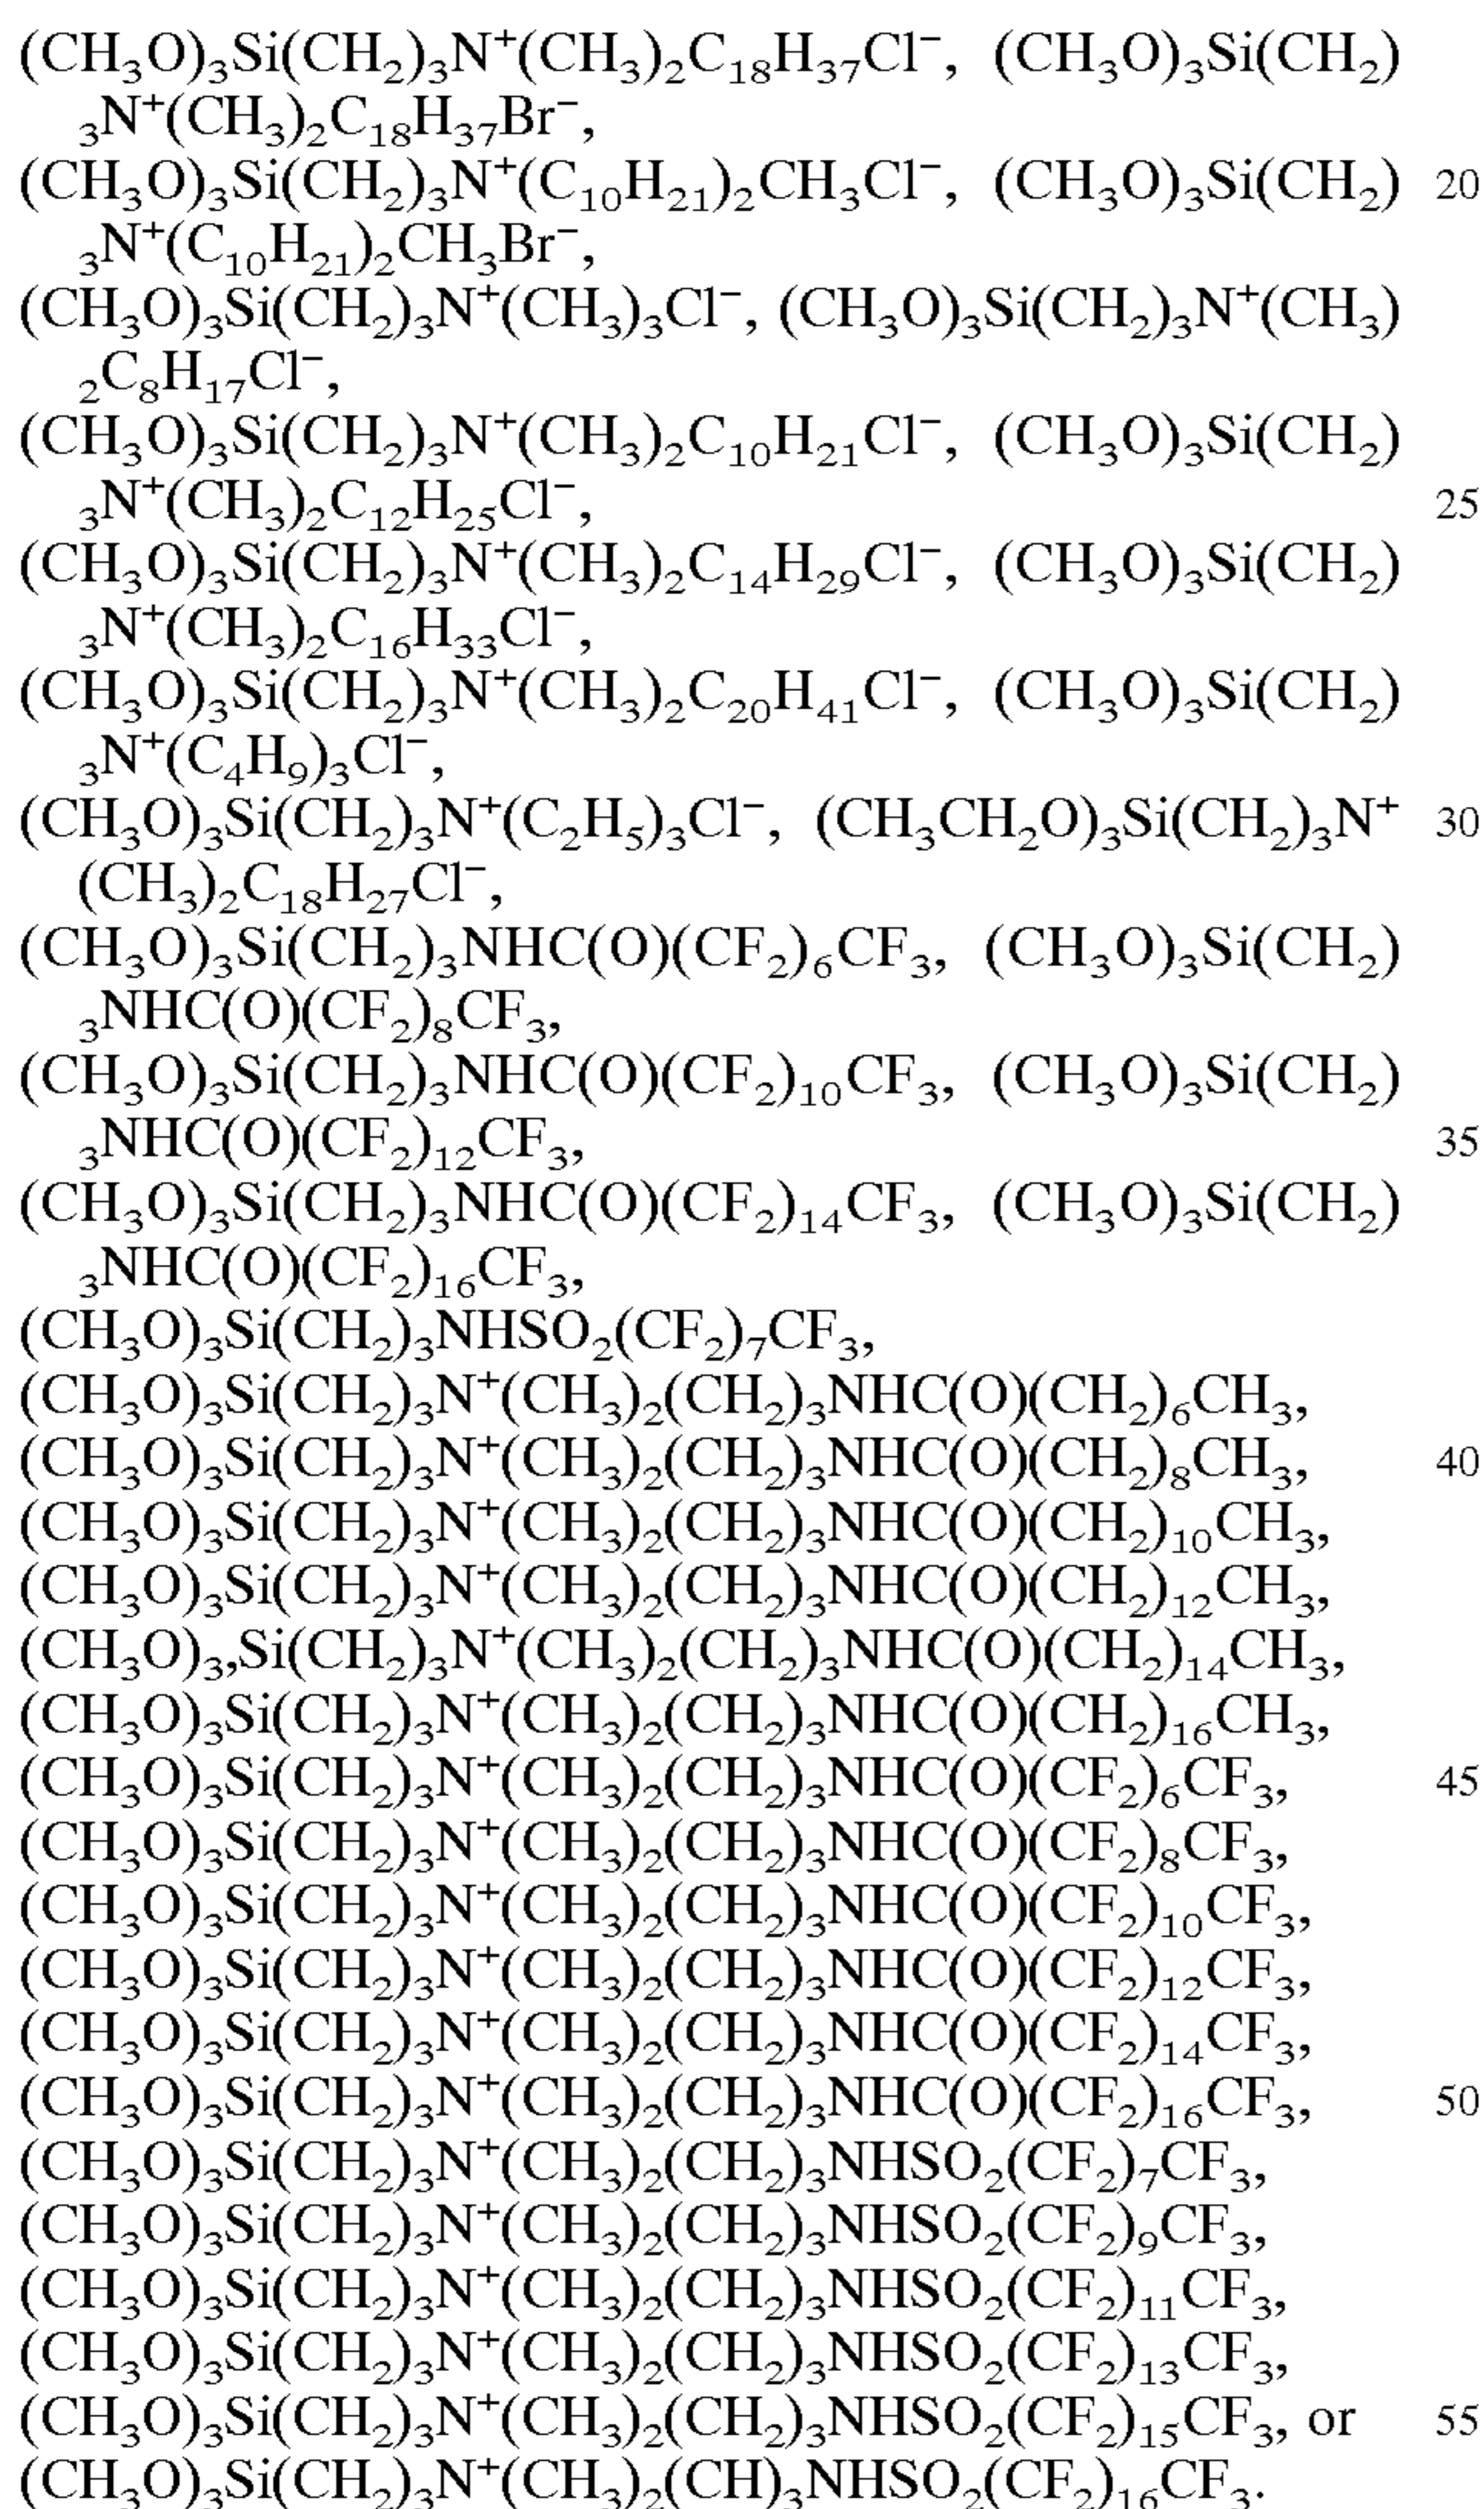 (CH₃O)₃Si(CH₂)₃N⁺(CH₃)₂C₁₈H₃₇Cl⁻, (CH₃O)₃Si(CH₂)
₃N⁺(CH₃)₂C₁₈H₃₇Br⁻,
(CH₃O)₃Si(CH₂)₃N⁺(C₁₀H₂₁)₂CH₃Cl⁻, (CH₃O)₃Si(CH₂) 20
₃N⁺(C₁₀H₂₁)₂CH₃Br⁻,
(CH₃O)₃Si(CH₂)₃N⁺(CH₃)₃Cl⁻, (CH₃O)₃Si(CH₂)₃N⁺(CH₃)
₂C₈H₁₇Cl⁻,
(CH₃O)₃Si(CH₂)₃N⁺(CH₃)₂C₁₀H₂₁Cl⁻, (CH₃O)₃Si(CH₂)
₃N⁺(CH₃)₂C₁₂H₂₅Cl⁻, 25
(CH₃O)₃Si(CH₂)₃N⁺(CH₃)₂C₁₄H₂₉Cl⁻, (CH₃O)₃Si(CH₂)
₃N⁺(CH₃)₂C₁₆H₃₃Cl⁻,
(CH₃O)₃Si(CH₂)₃N⁺(CH₃)₂C₂₀H₄₁Cl⁻, (CH₃O)₃Si(CH₂)
₃N⁺(C₄H₉)₃Cl⁻,
(CH₃O)₃Si(CH₂)₃N⁺(C₂H₅)₃Cl⁻, (CH₃CH₂O)₃Si(CH₂)₃N⁺ 30
(CH₃)₂C₁₈H₂₇Cl⁻,
(CH₃O)₃Si(CH₂)₃NHC(O)(CF₂)₆CF₃, (CH₃O)₃Si(CH₂)
₃NHC(O)(CF₂)₈CF₃,
(CH₃O)₃Si(CH₂)₃NHC(O)(CF₂)₁₀CF₃, (CH₃O)₃Si(CH₂)
₃NHC(O)(CF₂)₁₂CF₃, 35
(CH₃O)₃Si(CH₂)₃NHC(O)(CF₂)₁₄CF₃, (CH₃O)₃Si(CH₂)
₃NHC(O)(CF₂)₁₆CF₃,
(CH₃O)₃Si(CH₂)₃NHSO₂(CF₂)₇CF₃,
(CH₃O)₃Si(CH₂)₃N⁺(CH₃)₂(CH₂)₃NHC(O)(CH₂)₆CH₃,
(CH₃O)₃Si(CH₂)₃N⁺(CH₃)₂(CH₂)₃NHC(O)(CH₂)₈CH₃, 40
(CH₃O)₃Si(CH₂)₃N⁺(CH₃)₂(CH₂)₃NHC(O)(CH₂)₁₀CH₃,
(CH₃O)₃Si(CH₂)₃N⁺(CH₃)₂(CH₂)₃NHC(O)(CH₂)₁₂CH₃,
(CH₃O)₃,Si(CH₂)₃N⁺(CH₃)₂(CH₂)₃NHC(O)(CH₂)₁₄CH₃,
(CH₃O)₃Si(CH₂)₃N⁺(CH₃)₂(CH₂)₃NHC(O)(CH₂)₁₆CH₃,
(CH₃O)₃Si(CH₂)₃N⁺(CH₃)₂(CH₂)₃NHC(O)(CF₂)₆CF₃, 45
(CH₃O)₃Si(CH₂)₃N⁺(CH₃)₂(CH₂)₃NHC(O)(CF₂)₈CF₃,
(CH₃O)₃Si(CH₂)₃N⁺(CH₃)₂(CH₂)₃NHC(O)(CF₂)₁₀CF₃,
(CH₃O)₃Si(CH₂)₃N⁺(CH₃)₂(CH₂)₃NHC(O)(CF₂)₁₂CF₃,
(CH₃O)₃Si(CH₂)₃N⁺(CH₃)₂(CH₂)₃NHC(O)(CF₂)₁₄CF₃,
(CH₃O)₃Si(CH₂)₃N⁺(CH₃)₂(CH₂)₃NHC(O)(CF₂)₁₆CF₃, 50
(CH₃O)₃Si(CH₂)₃N⁺(CH₃)₂(CH₂)₃NHSO₂(CF₂)₇CF₃,
(CH₃O)₃Si(CH₂)₃N⁺(CH₃)₂(CH₂)₃NHSO₂(CF₂)₉CF₃,
(CH₃O)₃Si(CH₂)₃N⁺(CH₃)₂(CH₂)₃NHSO₂(CF₂)₁₁CF₃,
(CH₃O)₃Si(CH₂)₃N⁺(CH₃)₂(CH₂)₃NHSO₂(CF₂)₁₃CF₃,
(CH₃O)₃Si(CH₂)₃N⁺(CH₃)₂(CH₂)₃NHSO₂(CF₂)₁₅CF₃, or 55
(CH₃O)₃Si(CH₂)₃N⁺(CH₃)₂(CH)₃NHSO₂(CF₂)₁₆CF₃.